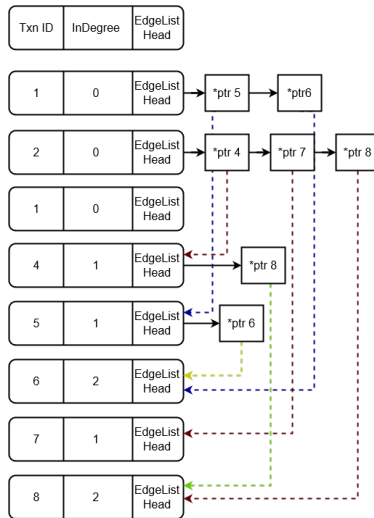 Txn ID InDegree EdgeList Head
1 0 EdgeList Head *ptr 5 *ptr6
2 0 EdgeList Head *ptr 4 *ptr 7 *ptr 8
1 0 EdgeList Head
4 1 EdgeList Head *ptr 8
5 1 EdgeList Head *ptr 6
6 2 EdgeList Head
7 1 EdgeList Head
8 2 EdgeList Head